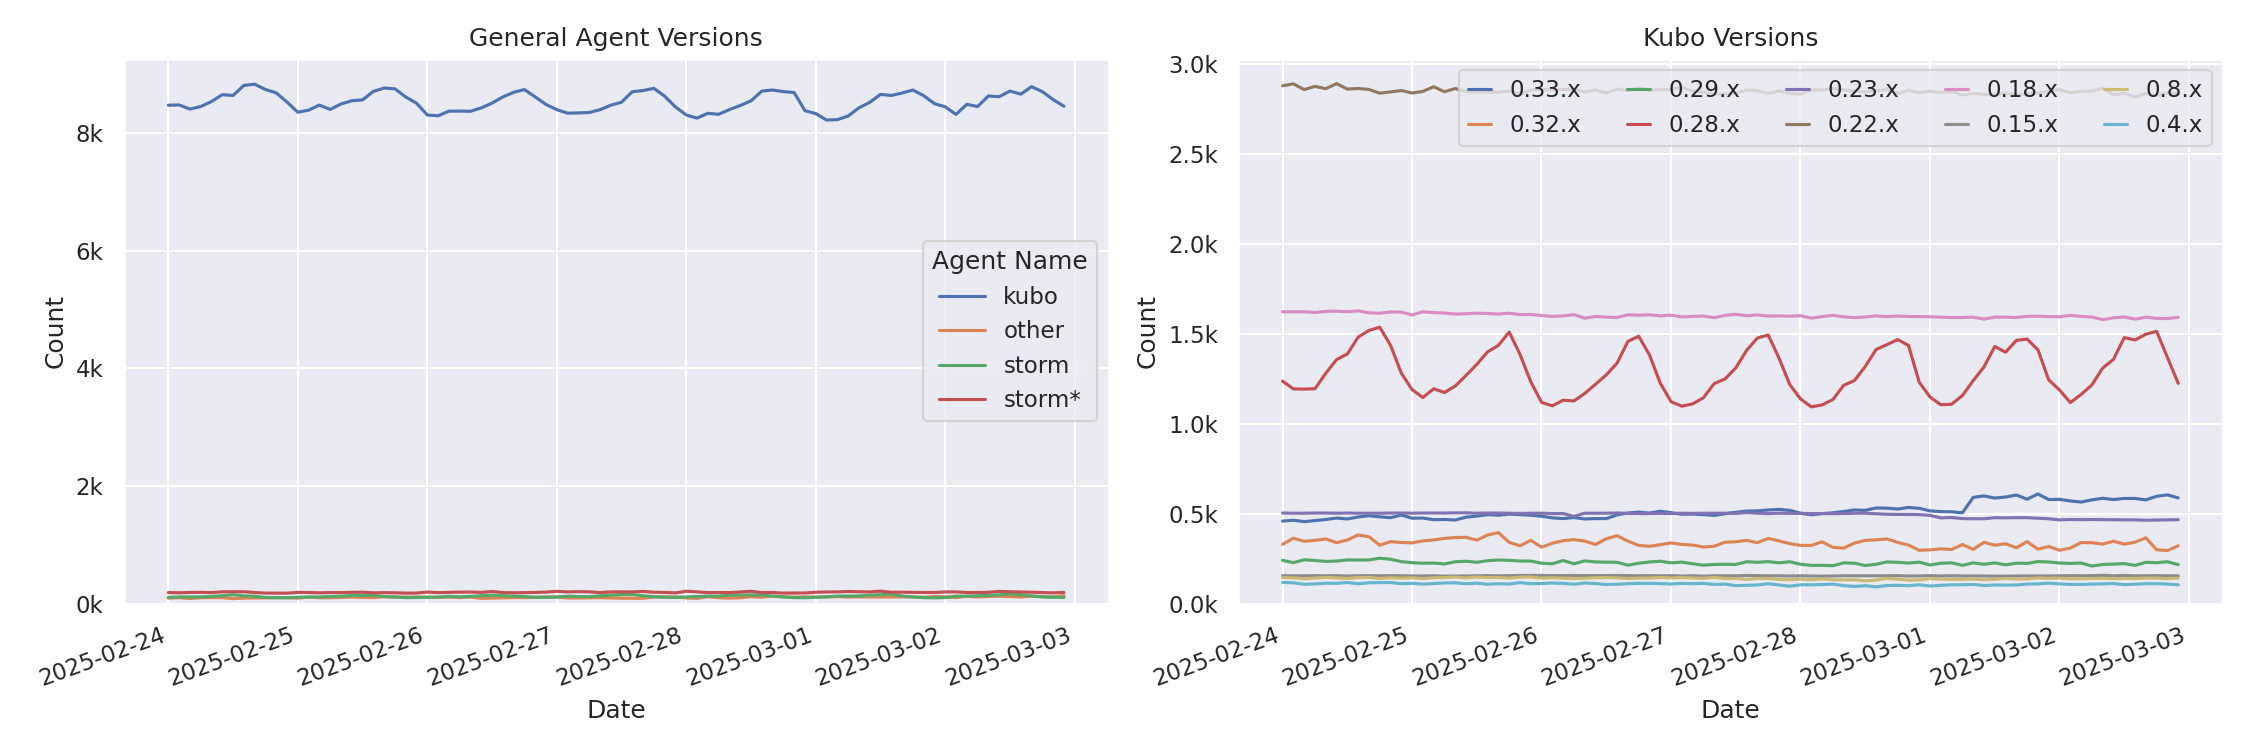 General Agent Versions
8k
6k
4k
2k
0k
Count
Agent Name
kubo
other
storm
storm*
2025-02-24
2025-02-25
2025-02-26
2025-02-27
2025-02-28
2025-03-01
2025-03-02
2025-03-03
Date
Kubo Versions
3.0k
2.5k
2.0k
1.5k
1.0k
0.5k
0.0k
Count
0.33.x 0.29.x 0.23.x 0.18.x 0.8.x
0.32.x 0.28.x 0.22.x 0.15.x 0.4.x
2025-02-24
2025-02-25
2025-02-26
2025-02-27
2025-02-28
2025-03-01
2025-03-02
2025-03-03
Date